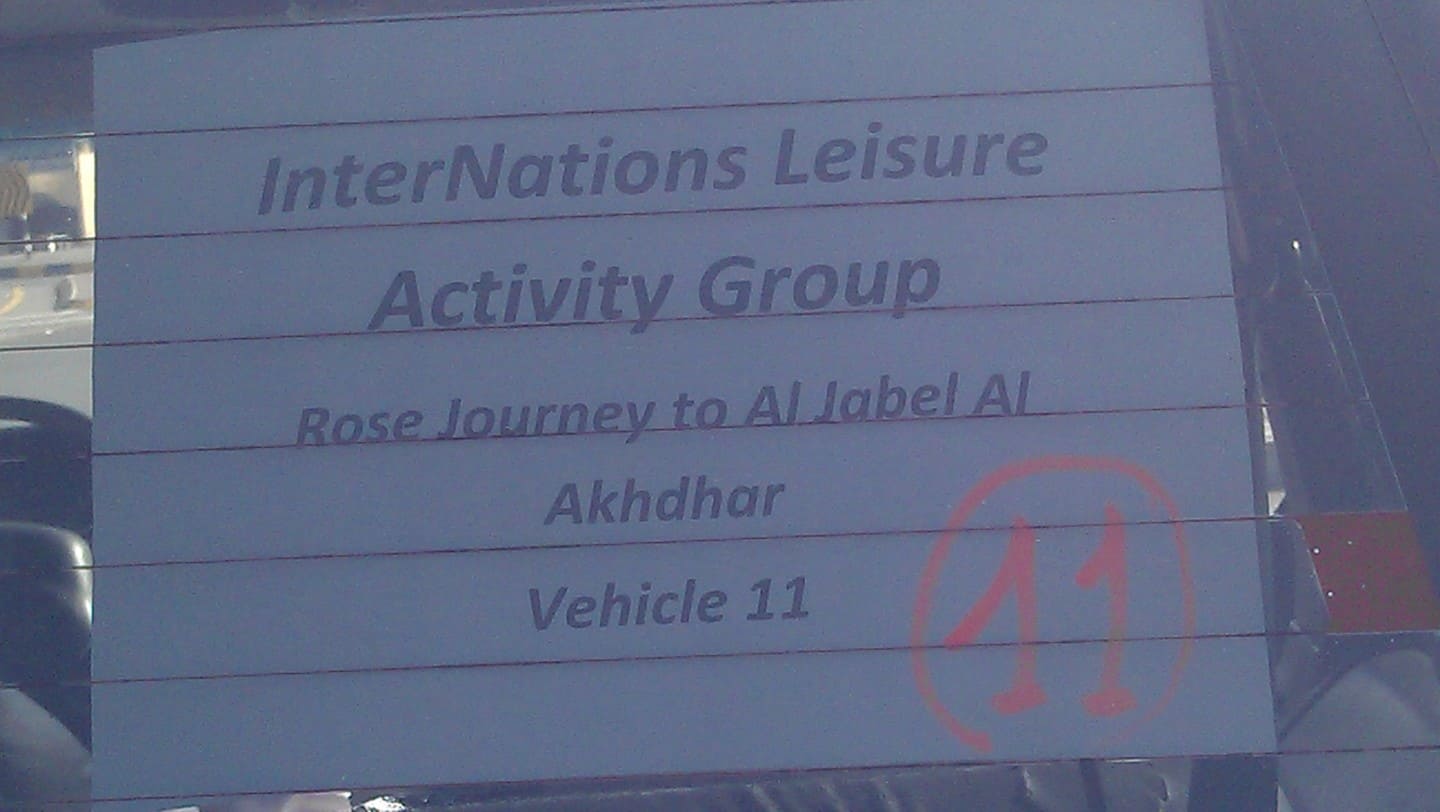 InterNations Leisure
Activity Group
Rose Journey to Al Jabel Al
Akhdhar
Vehicle 11
11